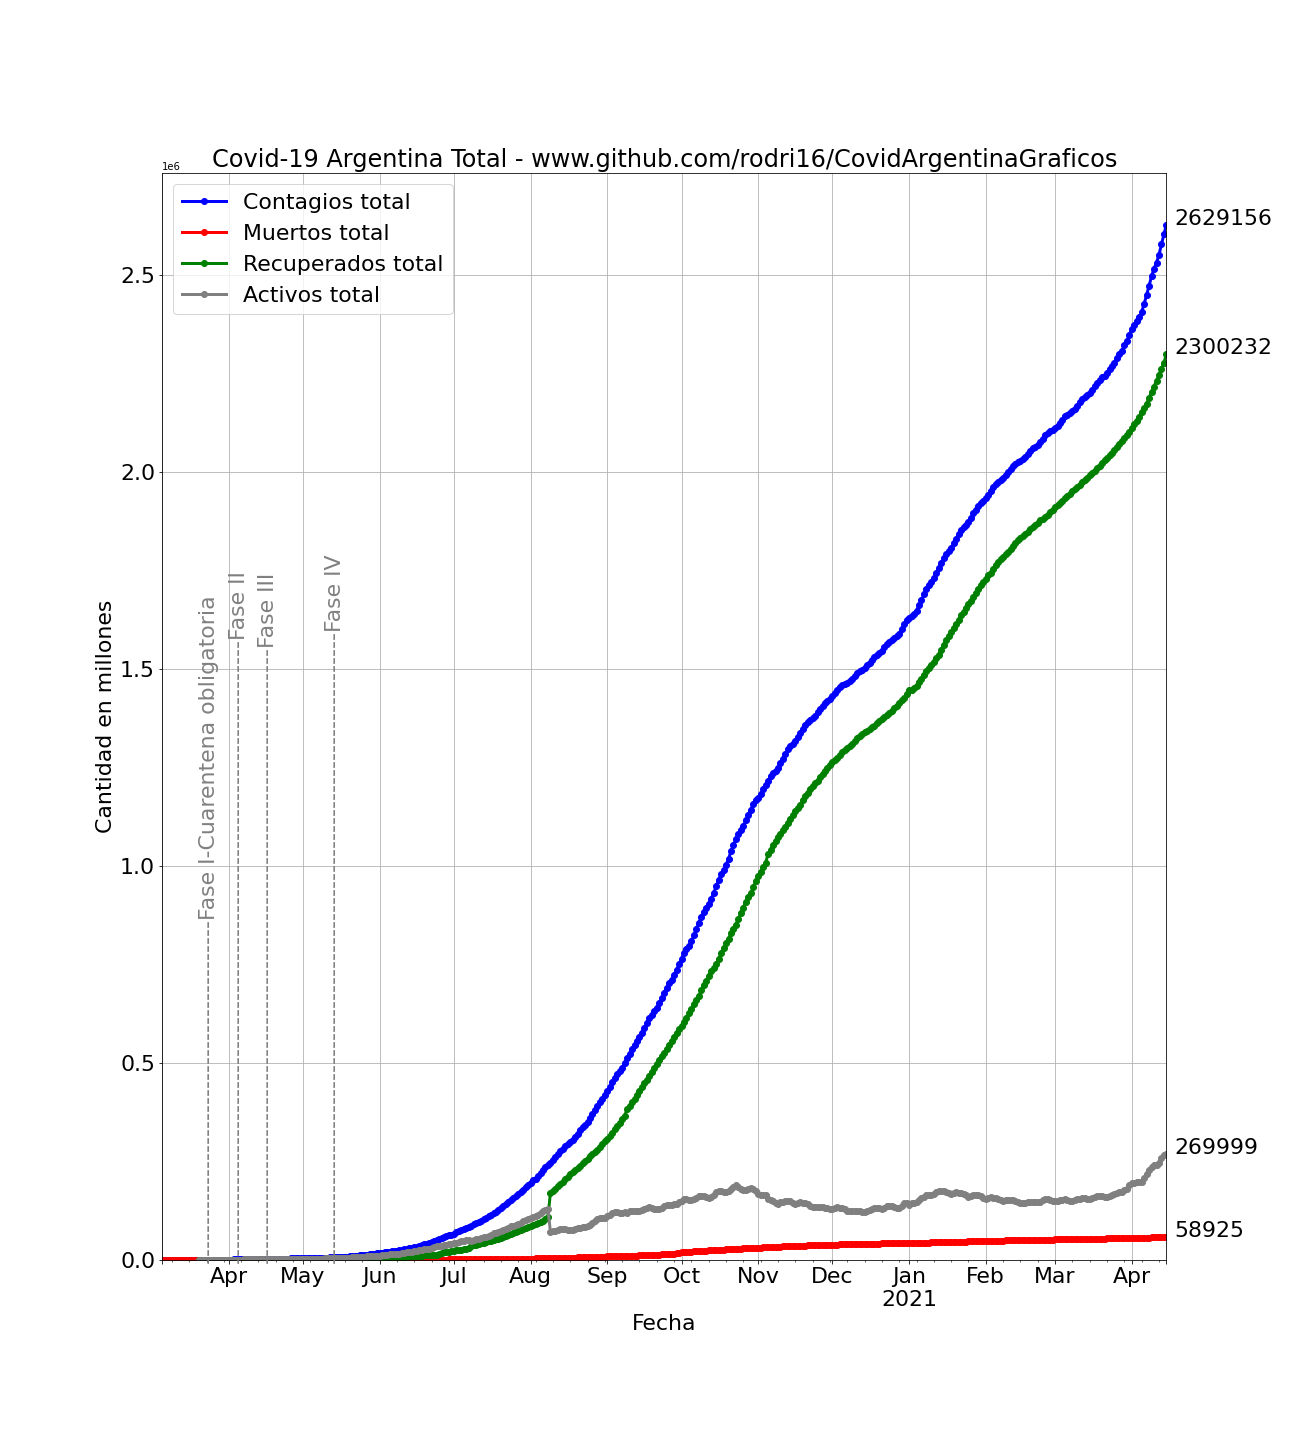 Covid-19 Argentina Total - www.github.com/rodri16/CovidArgentinaGraficos
1e6
Contagios total
Muertos total
Recuperados total
Activos total
2629156
2300232
269999
58925
2.5
2.0
1.5
1.0
0.5
0.0
Cantidad en millones
Fase I-Cuarentena obligatoria
Fase II
Fase III
Fase IV
Apr May Jun Jul Aug Sep Oct Nov Dec Jan Feb Mar Apr
2021
Fecha